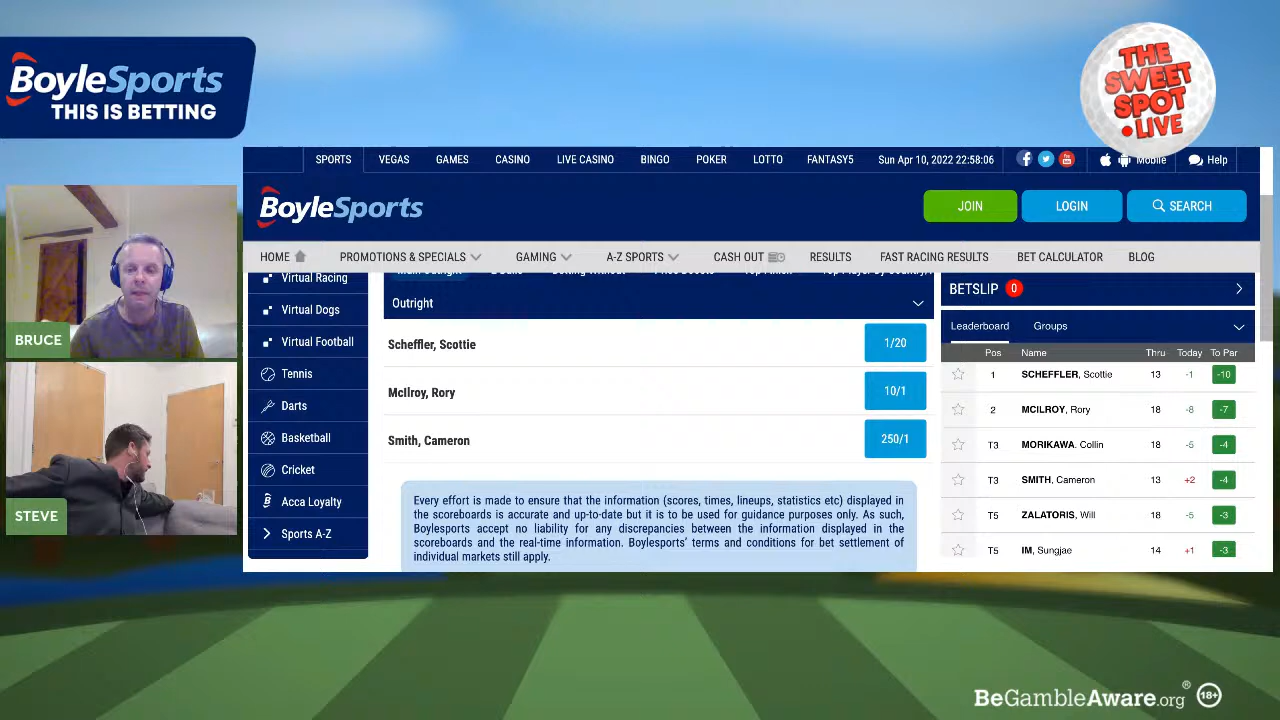 BoyleSports
THIS IS BETTING
THE
SWEET
SPOT
LIVE
SPORTS VEGAS GAMES CASINO LIVE CASINO BINGO POKER LOTTO FANTASY5 Sun Apr 10, 2022 22:58:06 Mobile Help
BoyleSports
JOIN LOGIN SEARCH
HOME PROMOTIONS & SPECIALS GAMING A-Z SPORTS CASH OUT RESULTS FAST RACING RESULTS BET CALCULATOR BLOG
Virtual Racing
Virtual Dogs
Virtual Football
Tennis
Darts
Basketball
Cricket
Acca Loyalty
Sports A-Z
Outright
Scheffler, Scottie 1/20
McIlroy, Rory 10/1
Smith, Cameron 250/1
Every effort is made to ensure that the information (scores, times, lineups, statistics etc) displayed in
the scoreboards is accurate and up-to-date but it is to be used for guidance purposes only. As such,
Boylesports accept no liability for any discrepancies between the information displayed in the
scoreboards and the real-time information. Boylesports' terms and conditions for bet settlement of
individual markets still apply.
BETSLIP 0
Leaderboard Groups
Pos Name Thru Today To Par
1 SCHEFFLER, Scottie 13 -1 -10
2 MCILROY, Rory 18 -8 -7
T3 MORIKAWA, Collin 18 -5 -4
T3 SMITH, Cameron 13 +2 -4
T5 ZALATORIS, Will 18 -5 -3
T5 IM, Sungjae 14 +1 -3
BRUCE
STEVE
BeGambleAware.org® 18+